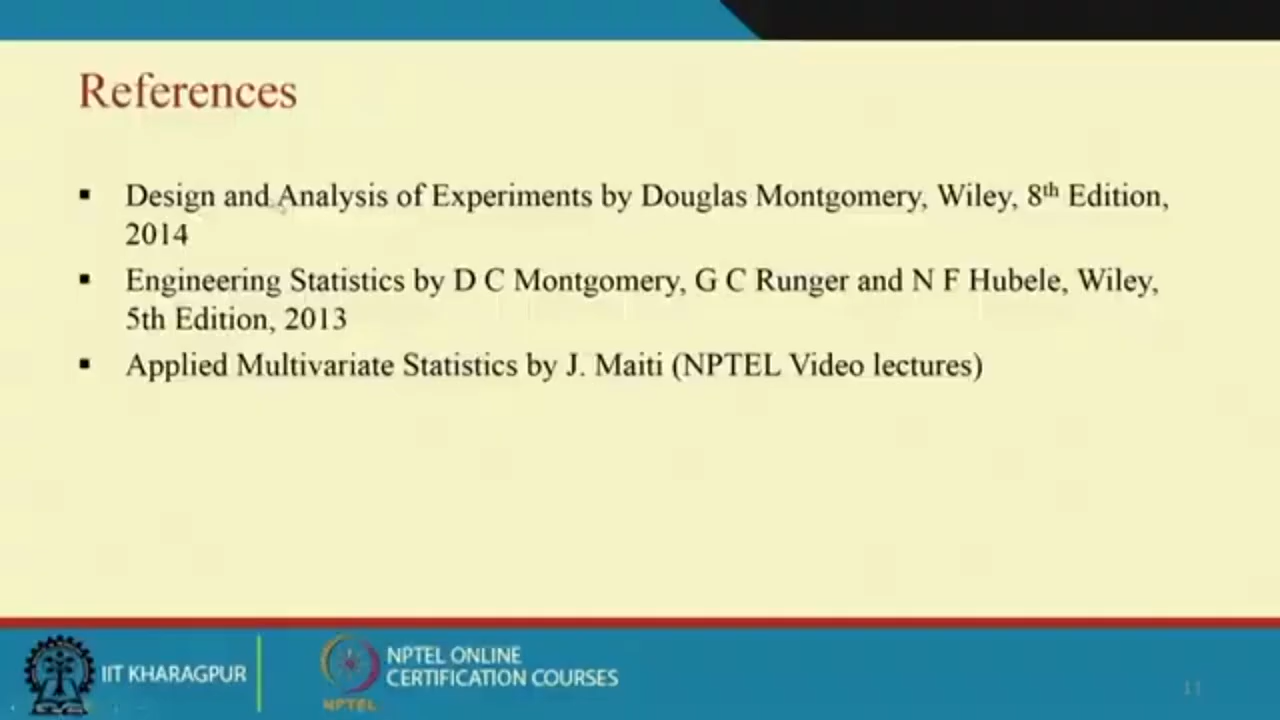 References
▪ Design and Analysis of Experiments by Douglas Montgomery, Wiley, 8th Edition,
2014
▪ Engineering Statistics by D C Montgomery, G C Runger and N F Hubele, Wiley,
5th Edition, 2013
▪ Applied Multivariate Statistics by J. Maiti (NPTEL Video lectures)
IIT KHARAGPUR
NPTEL
NPTEL ONLINE
CERTIFICATION COURSES
11